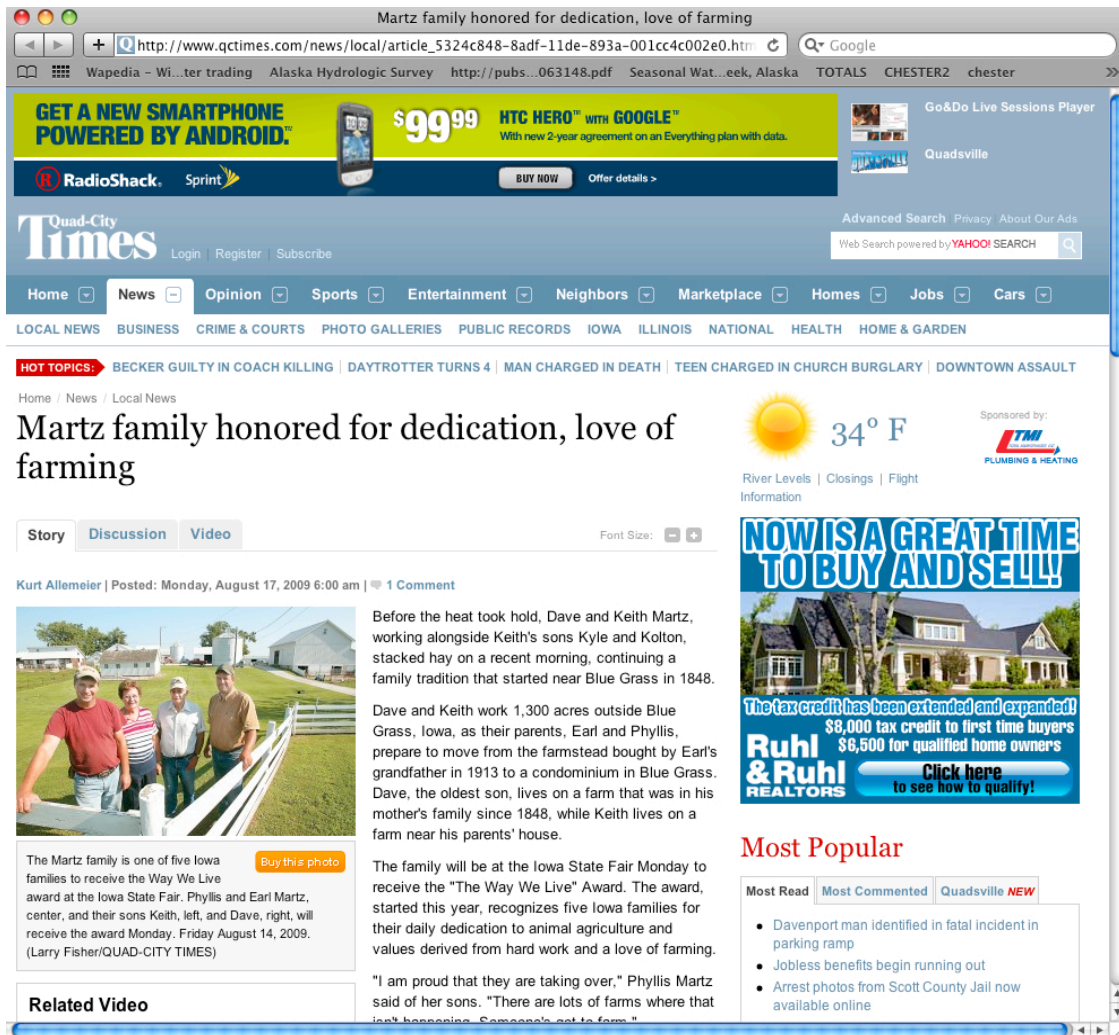 Martz family honored for dedication, love of farming
http://www.qctimes.com/news/local/article_5324c848-8adf-11de-893a-001cc4c002e0.htm
Google
Wapedia - Wi...ter trading Alaska Hydrologic Survey http://pubs...063148.pdf Seasonal Wat...eek, Alaska TOTALS CHESTER2 chester
GET A NEW SMARTPHONE
POWERED BY ANDROID.™
$99⁹⁹
HTC HERO™ WITH GOOGLE™
With new 2-year agreement on an Everything plan with data.
RadioShack. Sprint
BUY NOW
Offer details >
Go&Do Live Sessions Player
Quadsville
Quad-City
Times
Login | Register | Subscribe
Advanced Search Privacy About Our Ads
Web Search powered by YAHOO! SEARCH
Home News Opinion Sports Entertainment Neighbors Marketplace Homes Jobs Cars
LOCAL NEWS BUSINESS CRIME & COURTS PHOTO GALLERIES PUBLIC RECORDS IOWA ILLINOIS NATIONAL HEALTH HOME & GARDEN
HOT TOPICS: BECKER GUILTY IN COACH KILLING | DAYTROTTER TURNS 4 | MAN CHARGED IN DEATH | TEEN CHARGED IN CHURCH BURGLARY | DOWNTOWN ASSAULT
Home / News / Local News
Martz family honored for dedication, love of
farming
Story Discussion Video
Font Size:
Kurt Allemeier | Posted: Monday, August 17, 2009 6:00 am | 1 Comment
The Martz family is one of five Iowa
families to receive the Way We Live
award at the Iowa State Fair. Phyllis and Earl Martz,
center, and their sons Keith, left, and Dave, right, will
receive the award Monday. Friday August 14, 2009.
(Larry Fisher/QUAD-CITY TIMES)
Buy this photo
Related Video
Before the heat took hold, Dave and Keith Martz,
working alongside Keith's sons Kyle and Kolton,
stacked hay on a recent morning, continuing a
family tradition that started near Blue Grass in 1848.
Dave and Keith work 1,300 acres outside Blue
Grass, Iowa, as their parents, Earl and Phyllis,
prepare to move from the farmstead bought by Earl's
grandfather in 1913 to a condominium in Blue Grass.
Dave, the oldest son, lives on a farm that was in his
mother's family since 1848, while Keith lives on a
farm near his parents' house.
The family will be at the Iowa State Fair Monday to
receive the "The Way We Live" Award. The award,
started this year, recognizes five Iowa families for
their daily dedication to animal agriculture and
values derived from hard work and a love of farming.
"I am proud that they are taking over," Phyllis Martz
said of her sons. "There are lots of farms where that
isn't happening. Someone's got to farm."
34° F
Sponsored by:
TMI
PLUMBING & HEATING
River Levels | Closings | Flight
Information
NOW IS A GREAT TIME
TO BUY AND SELL!
The tax credit has been extended and expanded!
$8,000 tax credit to first time buyers
$6,500 for qualified home owners
Ruhl
&Ruhl
REALTORS
Click here
to see how to qualify!
Most Popular
Most Read Most Commented Quadsville NEW
Davenport man identified in fatal incident in
parking ramp
Jobless benefits begin running out
Arrest photos from Scott County Jail now
available online